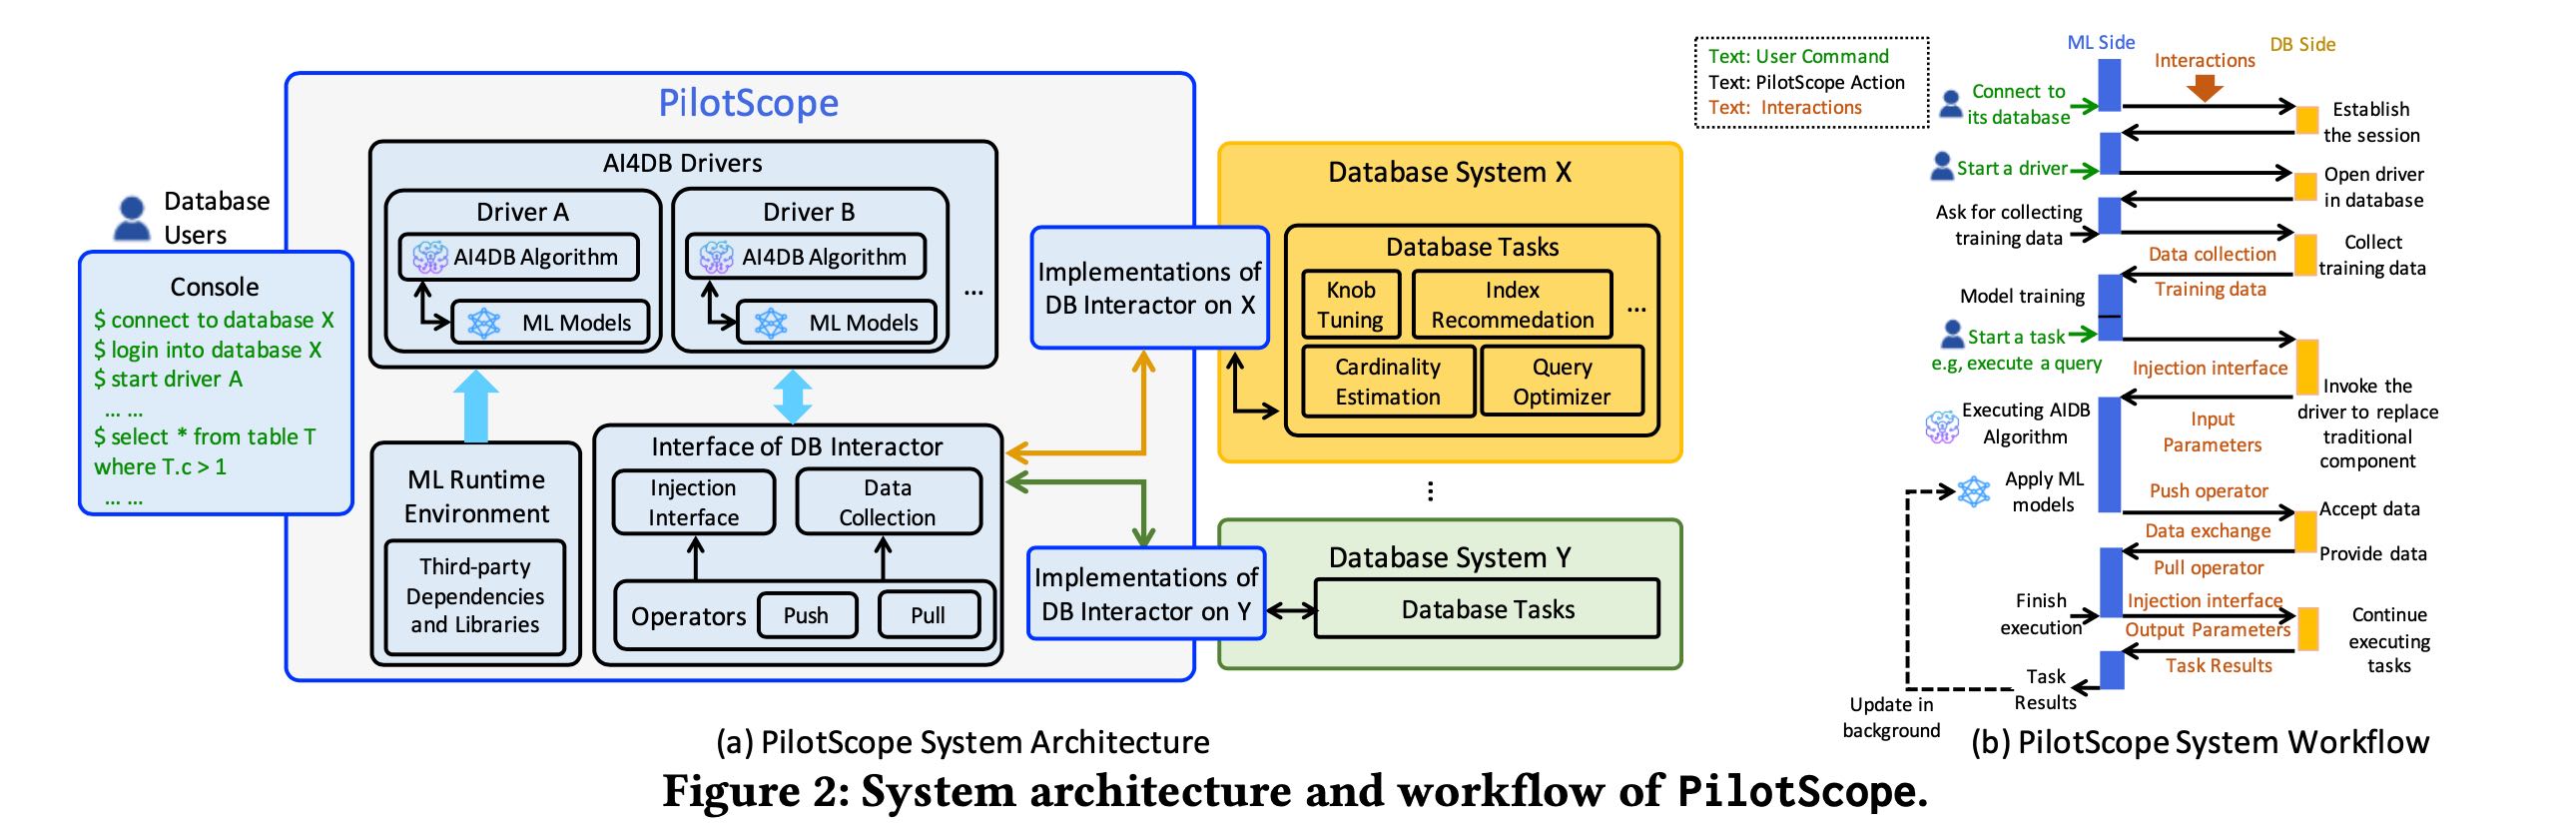 PilotScope
AI4DB Drivers
Driver A
AI4DB Algorithm
ML Models
Driver B
AI4DB Algorithm
ML Models
...
Database
Users
Console
$ connect to database X
$ login into database X
$ start driver A
... ...
$ select * from table T
where T.c > 1
... ...
ML Runtime
Environment
Third-party
Dependencies
and Libraries
Interface of DB Interactor
Injection
Interface
Data
Collection
Operators
Push
Pull
Implementations of
DB Interactor on X
Implementations of
DB Interactor on Y
Database System X
Database Tasks
Knob
Tuning
Index
Recommedation
...
Cardinality
Estimation
Query
Optimizer
...
Database System Y
Database Tasks
(a) PilotScope System Architecture
Text: User Command
Text: PilotScope Action
Text: Interactions
ML Side
DB Side
Interactions
Connect to
its database
Establish
the session
Start a driver
Open driver
in database
Ask for collecting
training data
Data collection
Collect
training data
Training data
Model training
Start a task
e.g, execute a query
Injection interface
Invoke the
driver to replace
traditional
component
Executing AIDB
Algorithm
Input
Parameters
Apply ML
models
Push operator
Accept data
Data exchange
Provide data
Pull operator
Finish
execution
Injection interface
Output Parameters
Continue
executing
tasks
Task Results
Task
Results
Update in
background
(b) PilotScope System Workflow
Figure 2: System architecture and workflow of PilotScope.